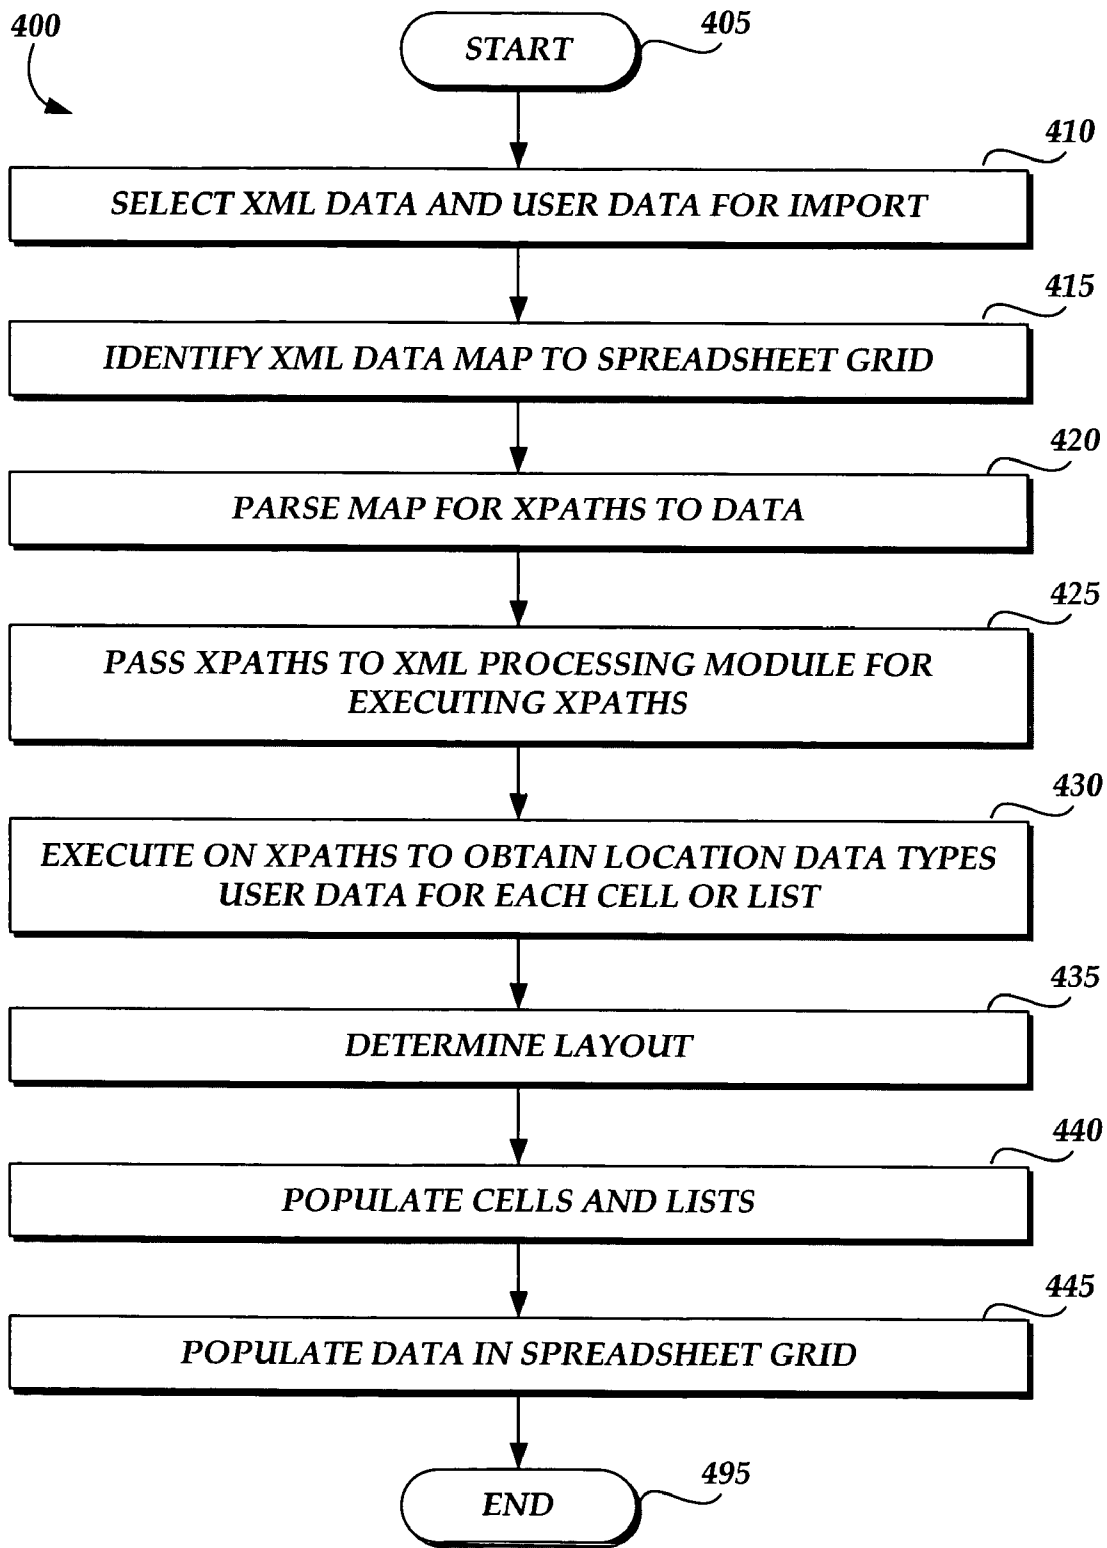 400
START
405
410
SELECT XML DATA AND USER DATA FOR IMPORT
415
IDENTIFY XML DATA MAP TO SPREADSHEET GRID
420
PARSE MAP FOR XPATHS TO DATA
425
PASS XPATHS TO XML PROCESSING MODULE FOR
EXECUTING XPATHS
430
EXECUTE ON XPATHS TO OBTAIN LOCATION DATA TYPES
USER DATA FOR EACH CELL OR LIST
435
DETERMINE LAYOUT
440
POPULATE CELLS AND LISTS
445
POPULATE DATA IN SPREADSHEET GRID
END
495